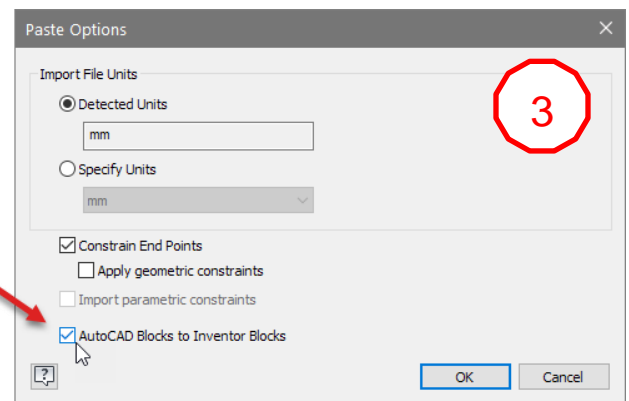 Paste Options
Import File Units
Detected Units
mm
Specify Units
mm
Constrain End Points
Apply geometric constraints
Import parametric constraints
AutoCAD Blocks to Inventor Blocks
?
OK Cancel
3